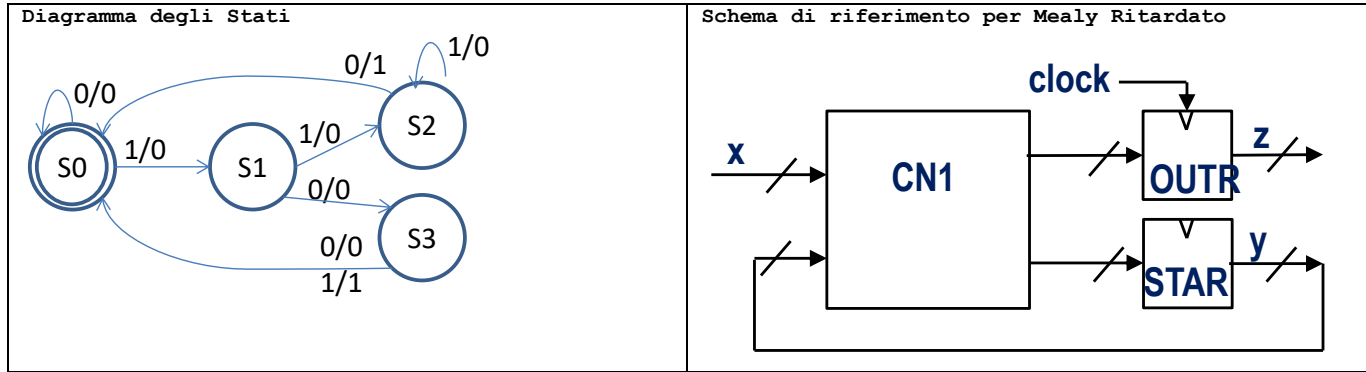 Diagramma degli Stati
1/0
0/1
0/0
S2
1/0
1/0
S0
S1
0/0
S3
0/0
1/1
Schema di riferimento per Mealy Ritardato
clock
x
z
CN1
OUTR
y
STAR